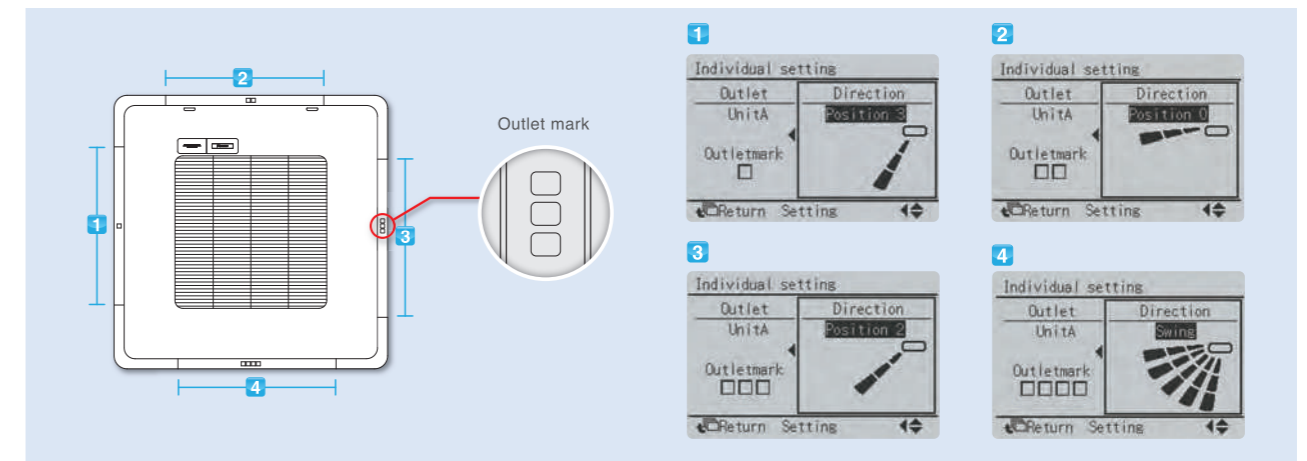 2
1
3
4
Outlet mark
1
Individual setting
Outlet Direction
UnitA Position 3
Outletmark
□
Return Setting
2
Individual setting
Outlet Direction
UnitA Position 0
Outletmark
□□
Return Setting
3
Individual setting
Outlet Direction
UnitA Position 2
Outletmark
□□□
Return Setting
4
Individual setting
Outlet Direction
UnitA Swing
Outletmark
□□□□
Return Setting